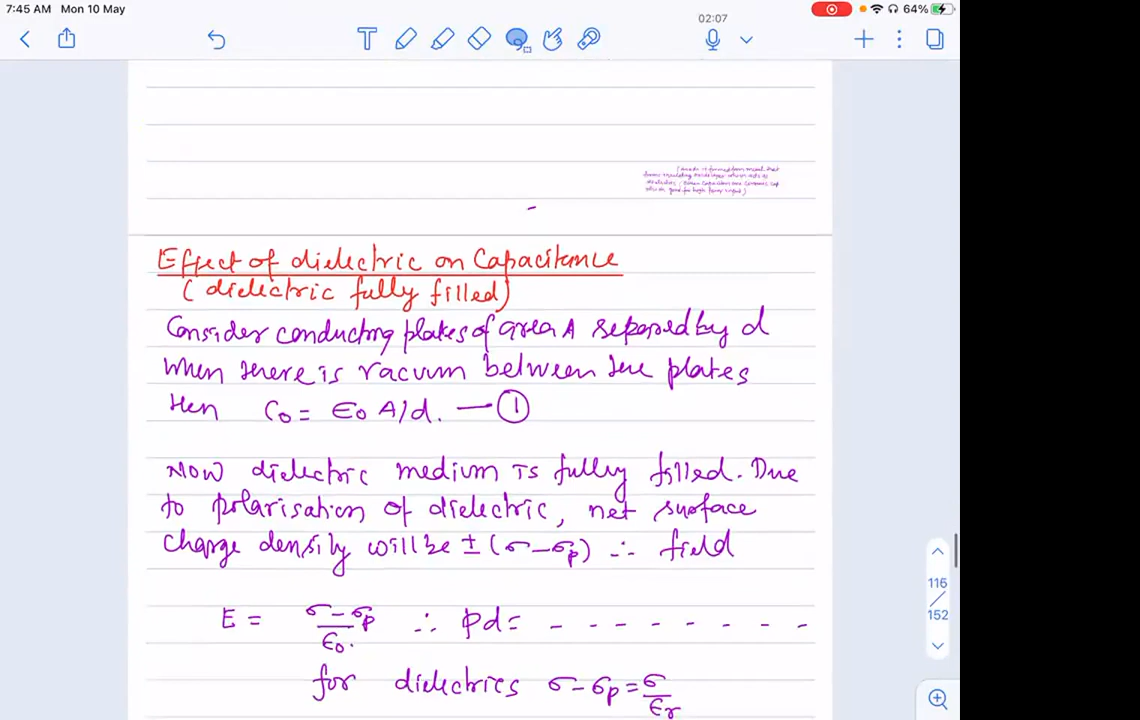 7:45 AM Mon 10 May
64%
02:07
T
Effect of dielectric on Capacitance
(dielectric fully filled)
Consider conducting plates of area A separed by d
when there is vacuum between the plates
then C₀ = ε₀ A/d. — ①
Now dielectric medium is fully filled. Due
to polarisation of dielectric, net surface
charge density will be ± (σ-σp) ∴ field
E = σ-σp/ε₀. ∴ pd = - - - - - - - -
for dielectrics σ-σp = σ/εr
116
152